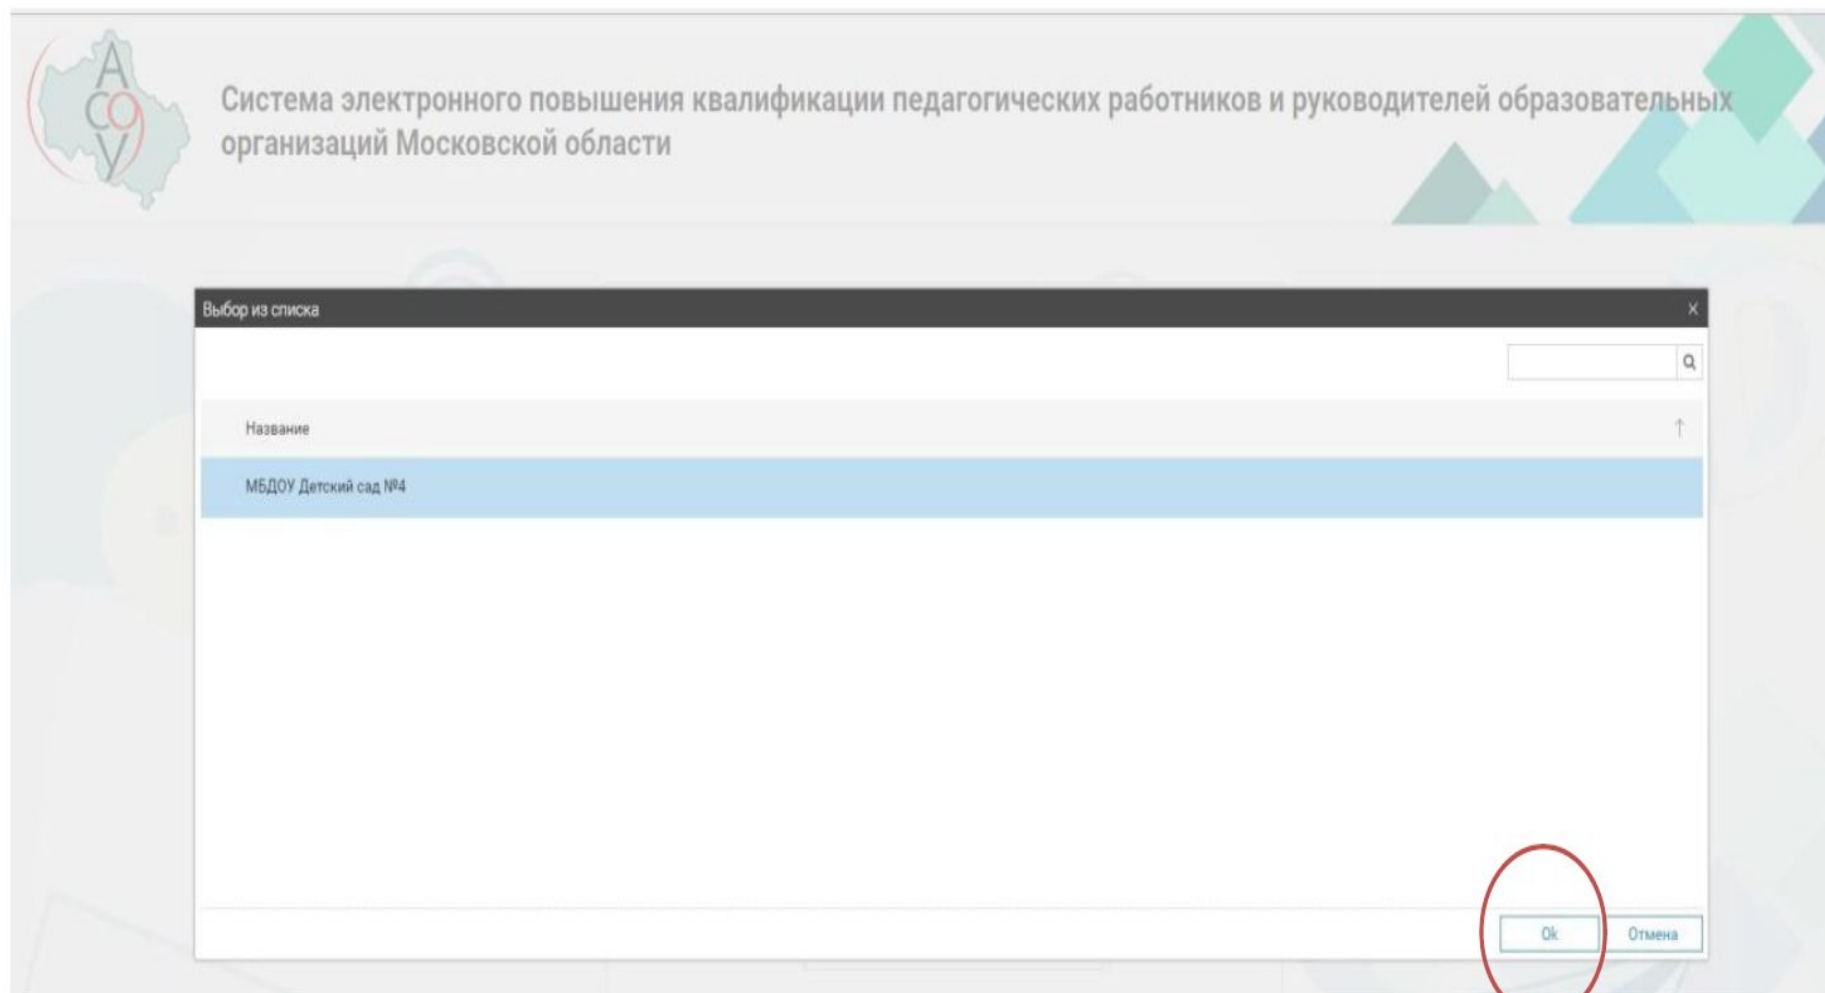 АСОУ
Система электронного повышения квалификации педагогических работников и руководителей образовательных
организаций Московской области
Выбор из списка
Название
МБДОУ Детский сад №4
Ok
Отмена